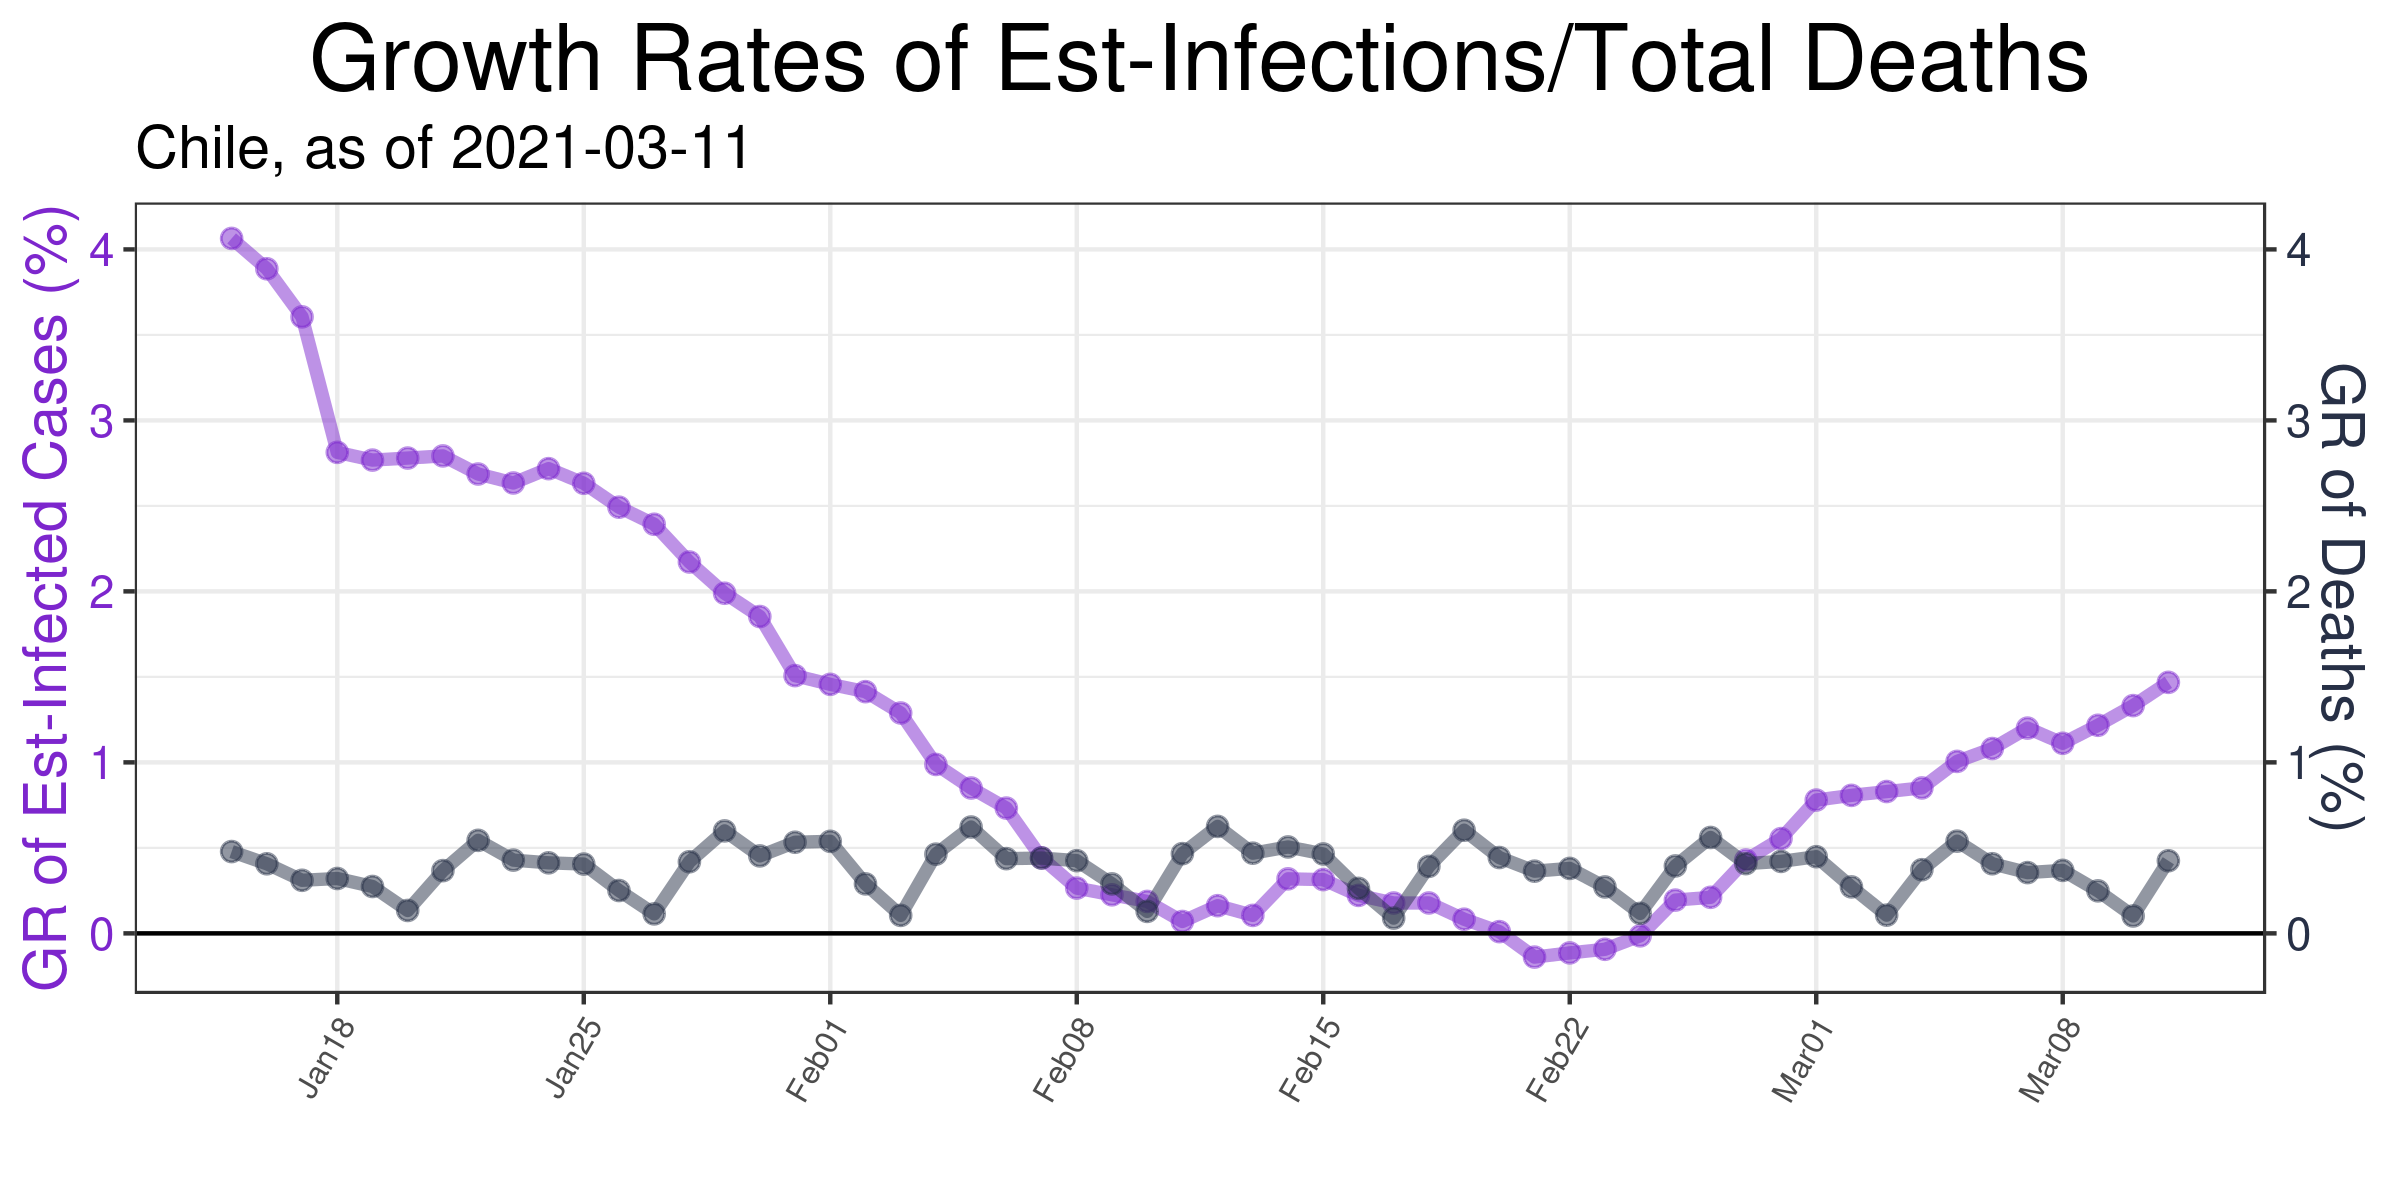 Growth Rates of Est-Infections/Total Deaths
Chile, as of 2021-03-11
GR of Est-Infected Cases (%)
4
3
2
1
0
4
3
2
1
0
GR of Deaths (%)
Jan18
Jan25
Feb01
Feb08
Feb15
Feb22
Mar01
Mar08